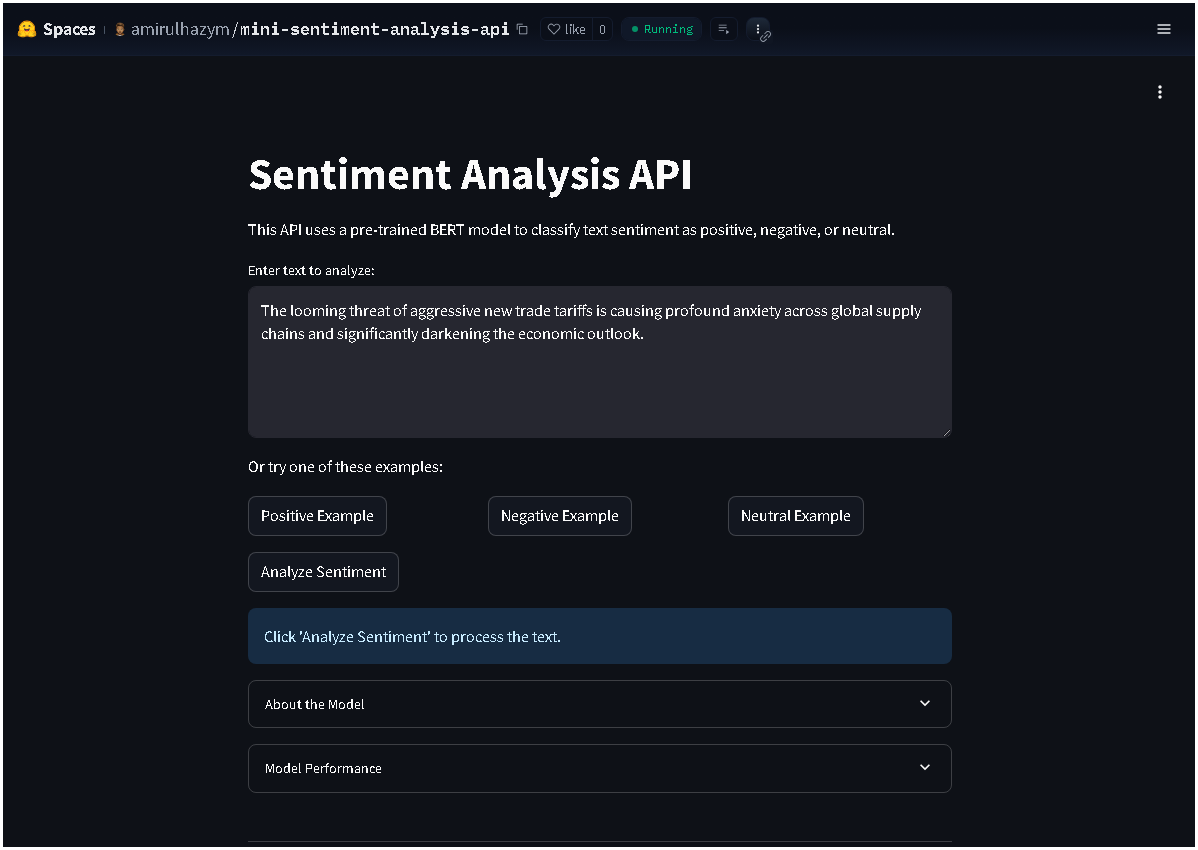 Spaces amirulhazym/mini-sentiment-analysis-api like 0 Running
Sentiment Analysis API
This API uses a pre-trained BERT model to classify text sentiment as positive, negative, or neutral.
Enter text to analyze:
The looming threat of aggressive new trade tariffs is causing profound anxiety across global supply
chains and significantly darkening the economic outlook.
Or try one of these examples:
Positive Example Negative Example Neutral Example
Analyze Sentiment
Click 'Analyze Sentiment' to process the text.
About the Model
Model Performance